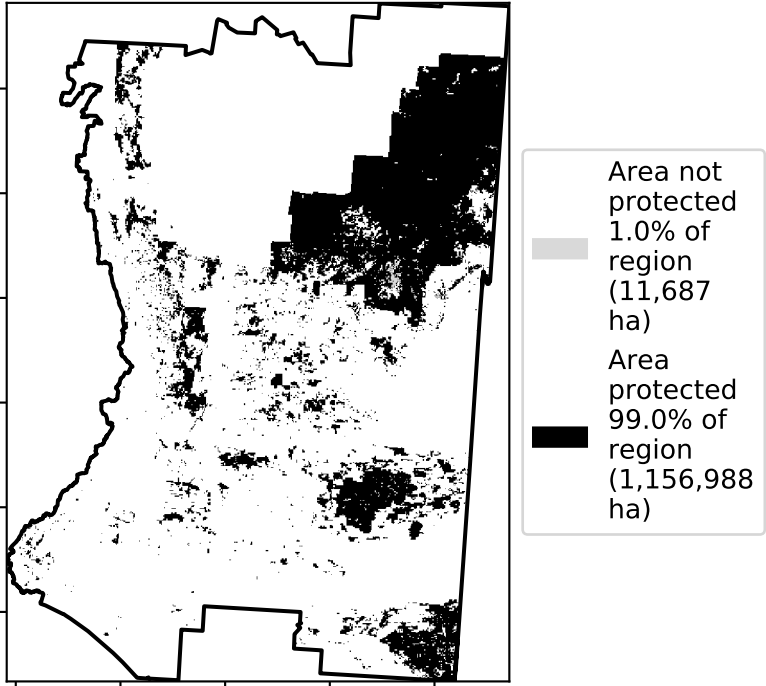 Area not
protected
1.0% of
region
(11,687
ha)
Area
protected
99.0% of
region
(1,156,988
ha)